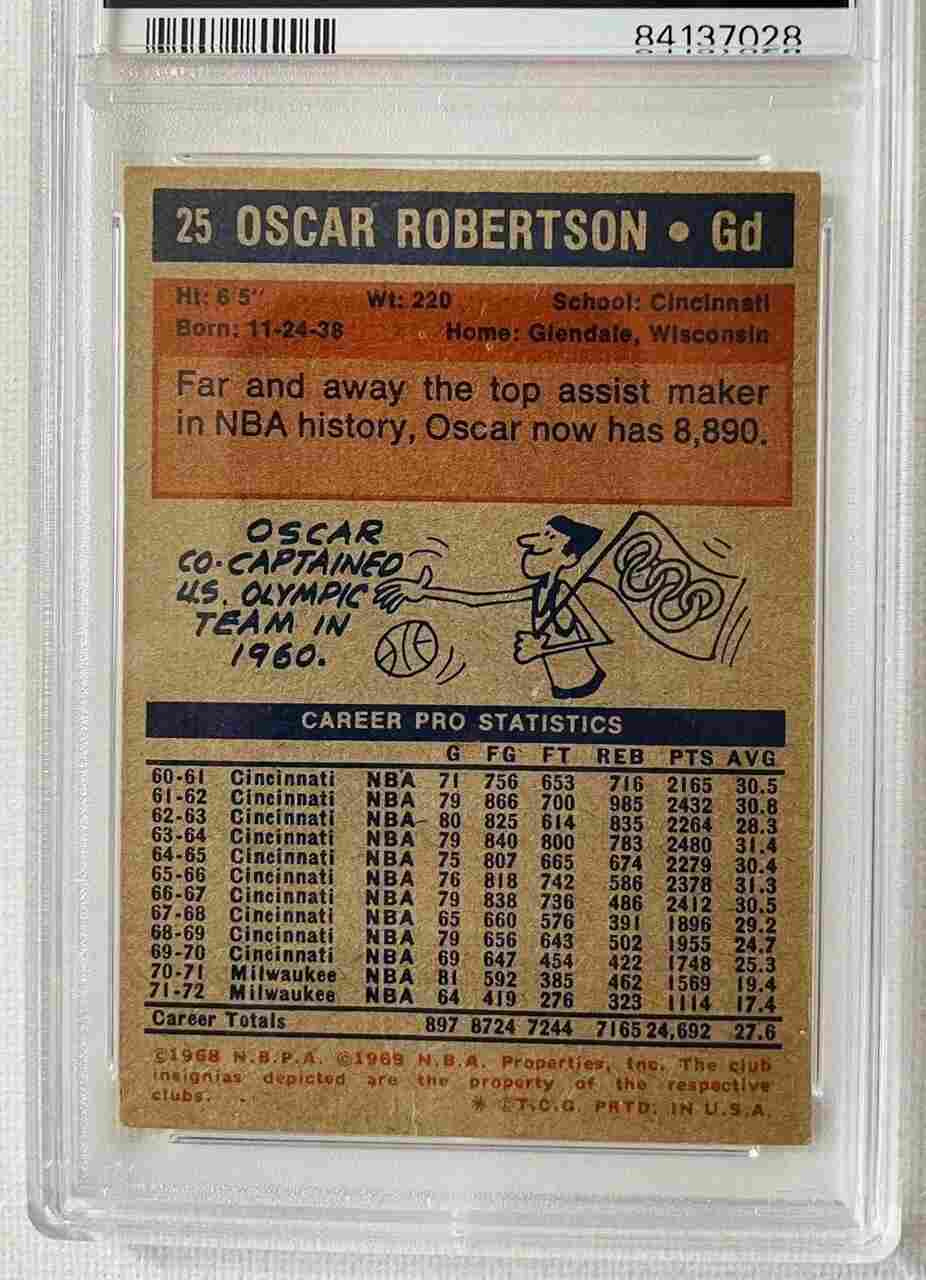 84137028
25 OSCAR ROBERTSON • Gd
Ht: 6'5" Wt: 220 School: Cincinnati
Born: 11-24-38 Home: Glendale, Wisconsin
Far and away the top assist maker
in NBA history, Oscar now has 8,890.
OSCAR
CO-CAPTAINED
U.S. OLYMPIC
TEAM IN
1960.
CAREER PRO STATISTICS
G FG FT REB PTS AVG
60-61 Cincinnati NBA 71 756 653 716 2165 30.5
61-62 Cincinnati NBA 79 866 700 985 2432 30.8
62-63 Cincinnati NBA 80 825 614 835 2264 28.3
63-64 Cincinnati NBA 79 840 800 783 2480 31.4
64-65 Cincinnati NBA 75 807 665 674 2279 30.4
65-66 Cincinnati NBA 76 818 742 586 2378 31.3
66-67 Cincinnati NBA 79 838 736 486 2412 30.5
67-68 Cincinnati NBA 65 660 576 391 1896 29.2
68-69 Cincinnati NBA 79 656 643 502 1955 24.7
69-70 Cincinnati NBA 69 647 454 422 1748 25.3
70-71 Milwaukee NBA 81 592 385 462 1569 19.4
71-72 Milwaukee NBA 64 419 276 323 1114 17.4
Career Totals 897 8724 7244 7165 24,692 27.6
©1968 N.B.P.A. ©1969 N.B.A. Properties, Inc. The club
insignias depicted are the property of the respective
clubs.
* ©T.C.G. PRTD. IN U.S.A.